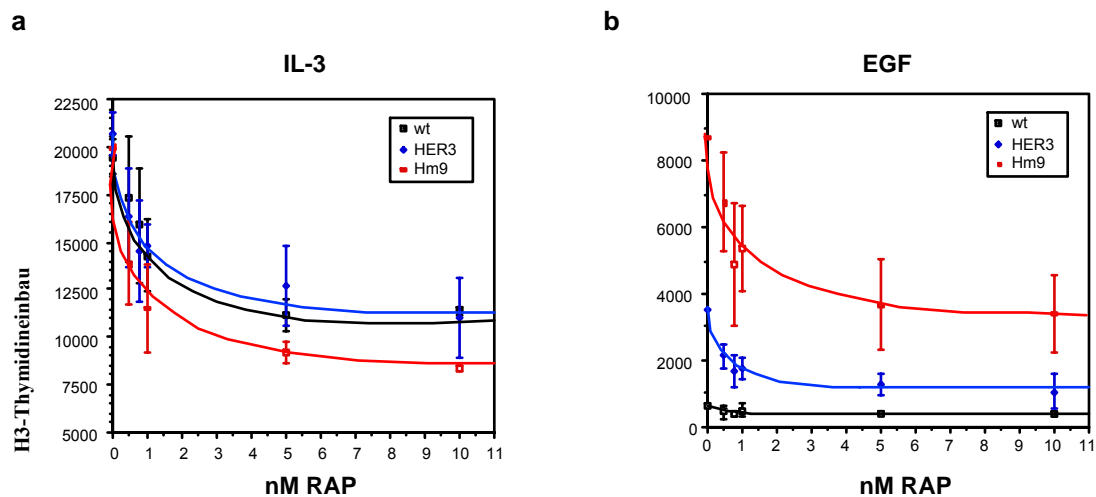 a
IL-3
H3-Thymidineinbau
22500
20000
17500
15000
12500
10000
7500
5000
wt
HER3
Hm9
0 1 2 3 4 5 6 7 8 9 10 11
nM RAP
b
EGF
10000
8000
6000
4000
2000
0
wt
HER3
Hm9
0 1 2 3 4 5 6 7 8 9 10 11
nM RAP